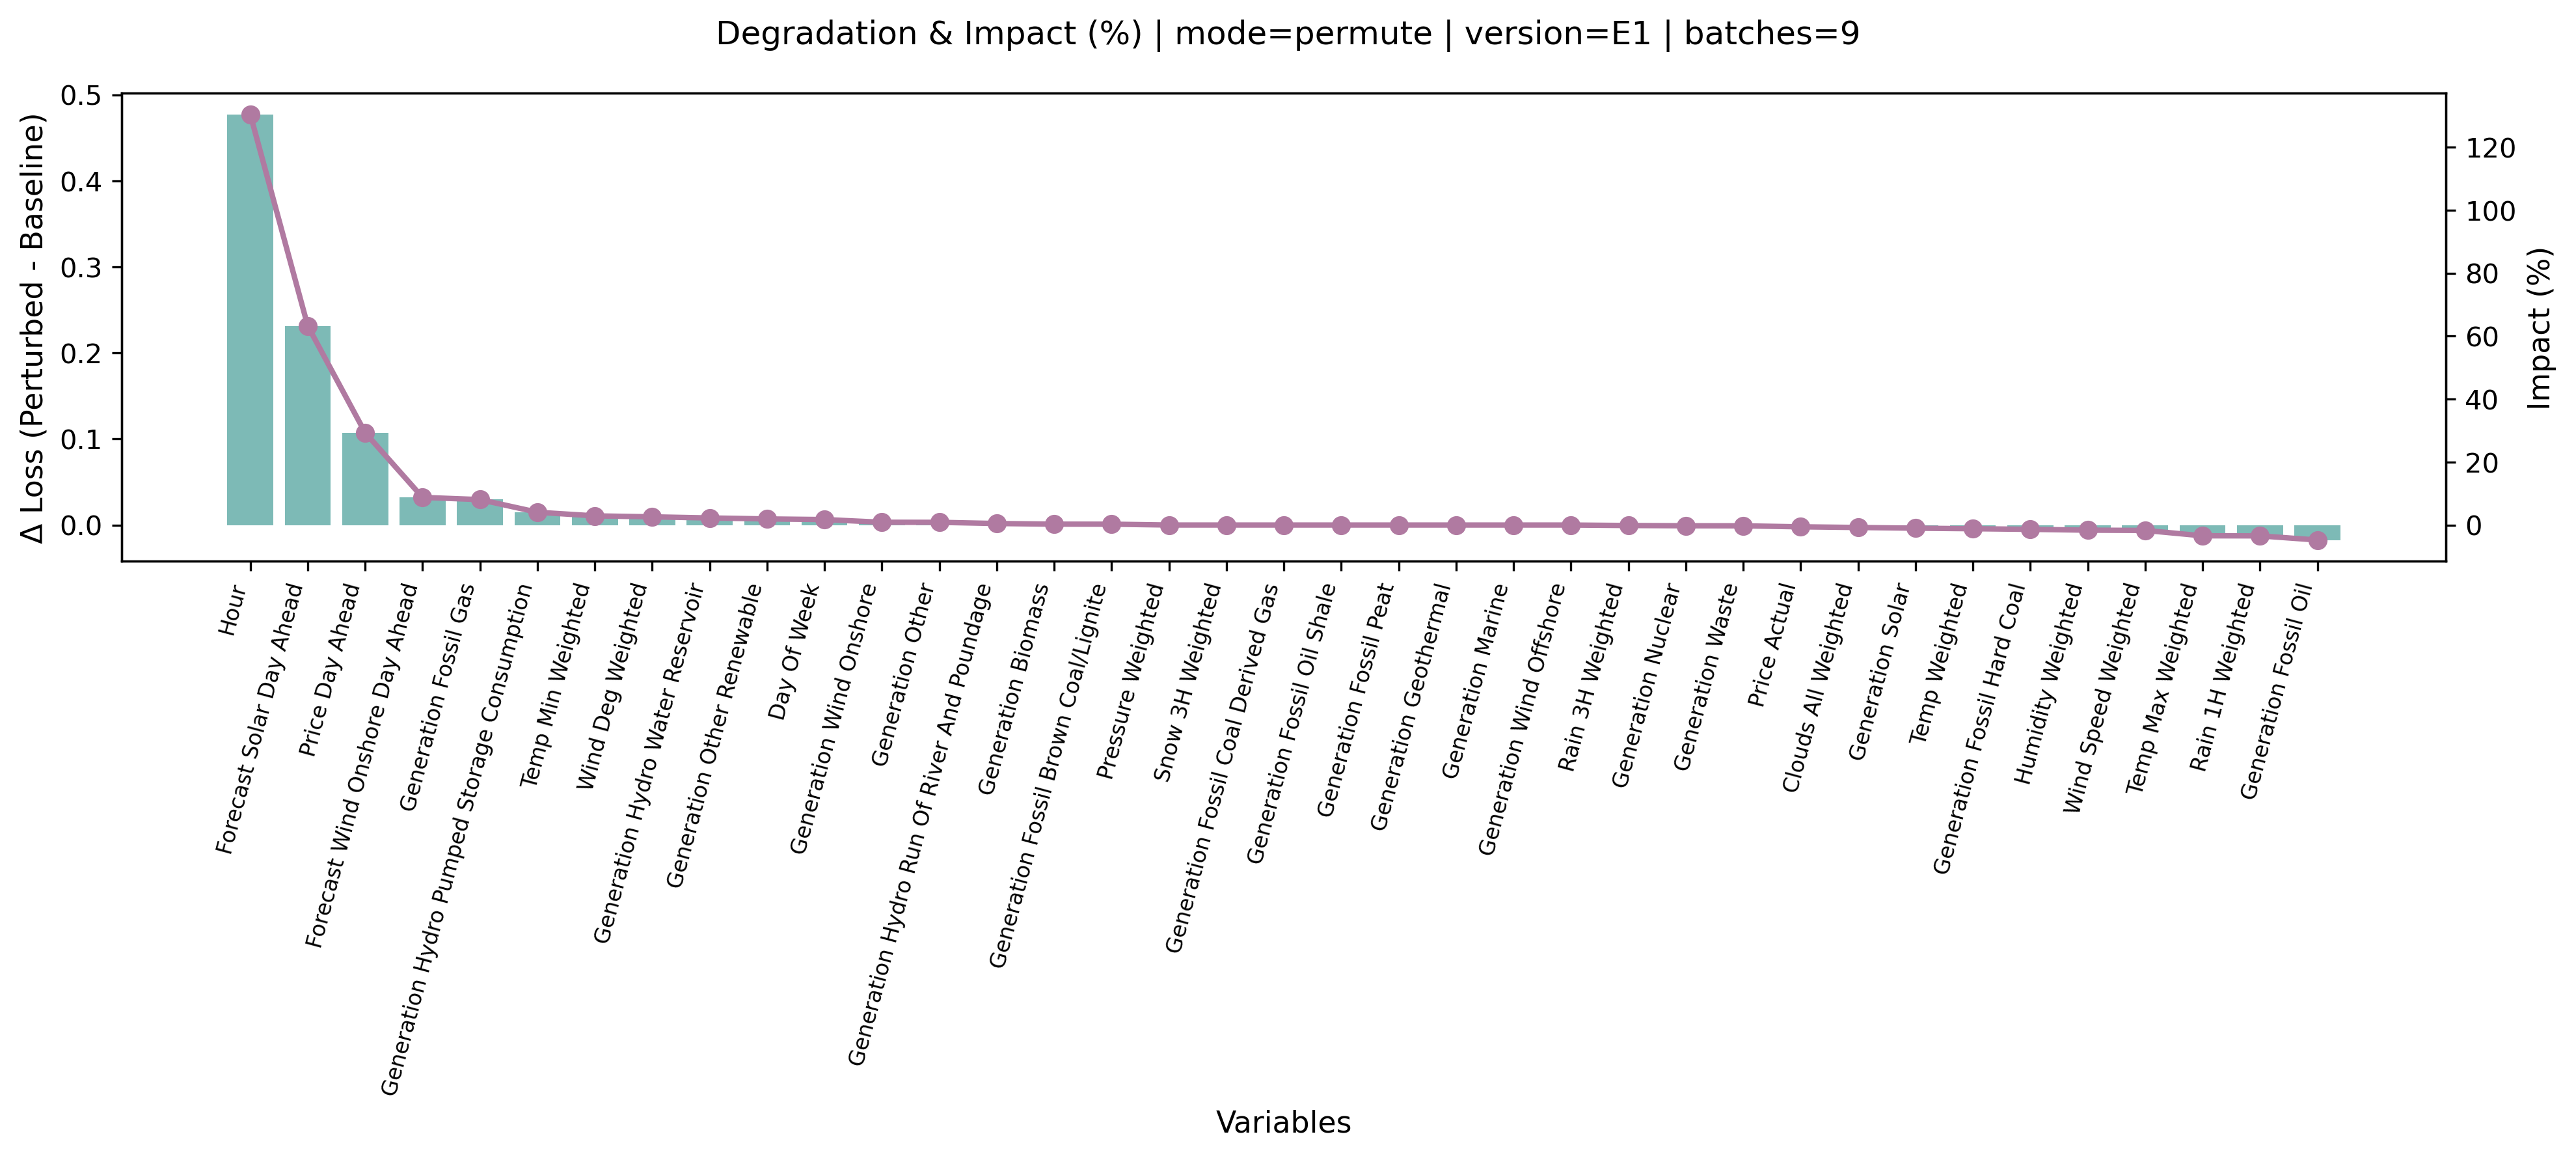 Degradation & Impact (%) | mode=permute | version=E1 | batches=9
Δ Loss (Perturbed - Baseline)
0.5
0.4
0.3
0.2
0.1
0.0
120
100
80
60
40
20
0
Impact (%)
Hour
Forecast Solar Day Ahead
Price Day Ahead
Forecast Wind Onshore Day Ahead
Generation Fossil Gas
Generation Hydro Pumped Storage Consumption
Temp Min Weighted
Wind Deg Weighted
Generation Hydro Water Reservoir
Generation Other Renewable
Day Of Week
Generation Wind Onshore
Generation Other
Generation Hydro Run Of River And Poundage
Generation Biomass
Generation Fossil Brown Coal/Lignite
Pressure Weighted
Snow 3H Weighted
Generation Fossil Coal Derived Gas
Generation Fossil Oil Shale
Generation Fossil Peat
Generation Geothermal
Generation Marine
Generation Wind Offshore
Rain 3H Weighted
Generation Nuclear
Generation Waste
Price Actual
Clouds All Weighted
Generation Solar
Temp Weighted
Generation Fossil Hard Coal
Humidity Weighted
Wind Speed Weighted
Temp Max Weighted
Rain 1H Weighted
Generation Fossil Oil
Variables